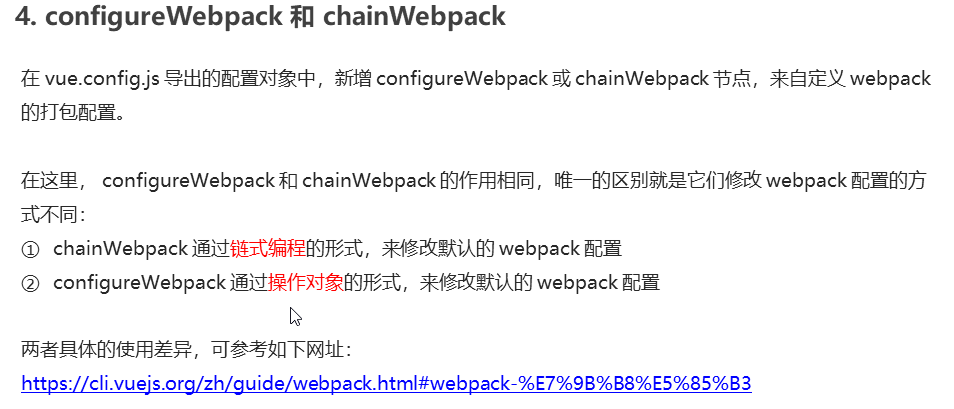 4. configureWebpack 和 chainWebpack
在 vue.config.js 导出的配置对象中，新增 configureWebpack 或 chainWebpack 节点，来自定义 webpack
的打包配置。
在这里， configureWebpack 和 chainWebpack 的作用相同，唯一的区别就是它们修改 webpack 配置的方
式不同：
① chainWebpack 通过链式编程的形式，来修改默认的 webpack 配置
② configureWebpack 通过操作对象的形式，来修改默认的 webpack 配置
两者具体的使用差异，可参考如下网址：
https://cli.vuejs.org/zh/guide/webpack.html#webpack-%E7%9B%B8%E5%85%B3